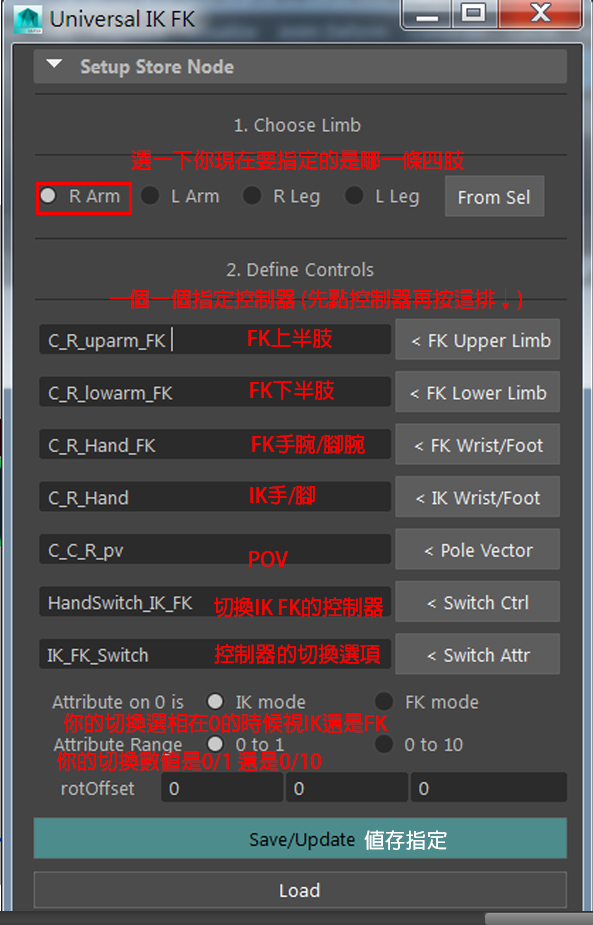 Universal IK FK
Setup Store Node
1. Choose Limb
選一下你現在要指定的是哪一條四肢
R Arm L Arm R Leg L Leg From Sel
2. Define Controls
一個一個指定控制器 (先點控制器再按這排↓)
C_R_uparm_FK FK上半肢 < FK Upper Limb
C_R_lowarm_FK FK下半肢 < FK Lower Limb
C_R_Hand_FK FK手腕/腳腕 < FK Wrist/Foot
C_R_Hand IK手/腳 < IK Wrist/Foot
C_C_R_pv POV < Pole Vector
HandSwitch_IK_FK 切換IK FK的控制器 < Switch Ctrl
IK_FK_Switch 控制器的切換選項 < Switch Attr
Attribute on 0 is IK mode FK mode
你的切換選相在0的時候視IK還是FK
Attribute Range 0 to 1 0 to 10
你的切換數值是0/1 還是0/10
rotOffset 0 0 0
Save/Update 値存指定
Load